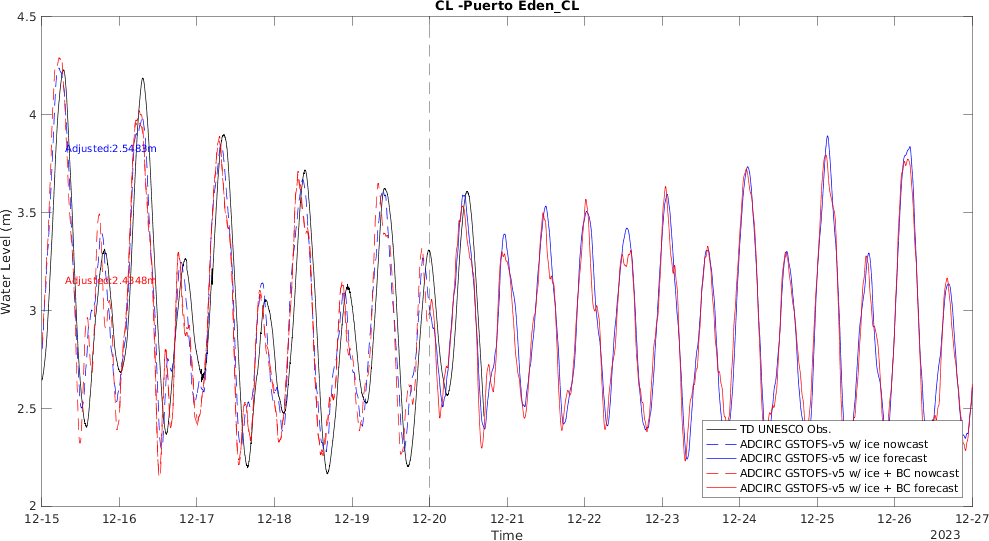 CL -Puerto Eden_CL
4.5
4
3.5
3
2.5
2
Water Level (m)
Adjusted:2.5483m
Adjusted:2.4348m
TD UNESCO Obs.
ADCIRC GSTOFS-v5 w/ ice nowcast
ADCIRC GSTOFS-v5 w/ ice forecast
ADCIRC GSTOFS-v5 w/ ice + BC nowcast
ADCIRC GSTOFS-v5 w/ ice + BC forecast
12-15 12-16 12-17 12-18 12-19 12-20 12-21 12-22 12-23 12-24 12-25 12-26 12-27
Time
2023